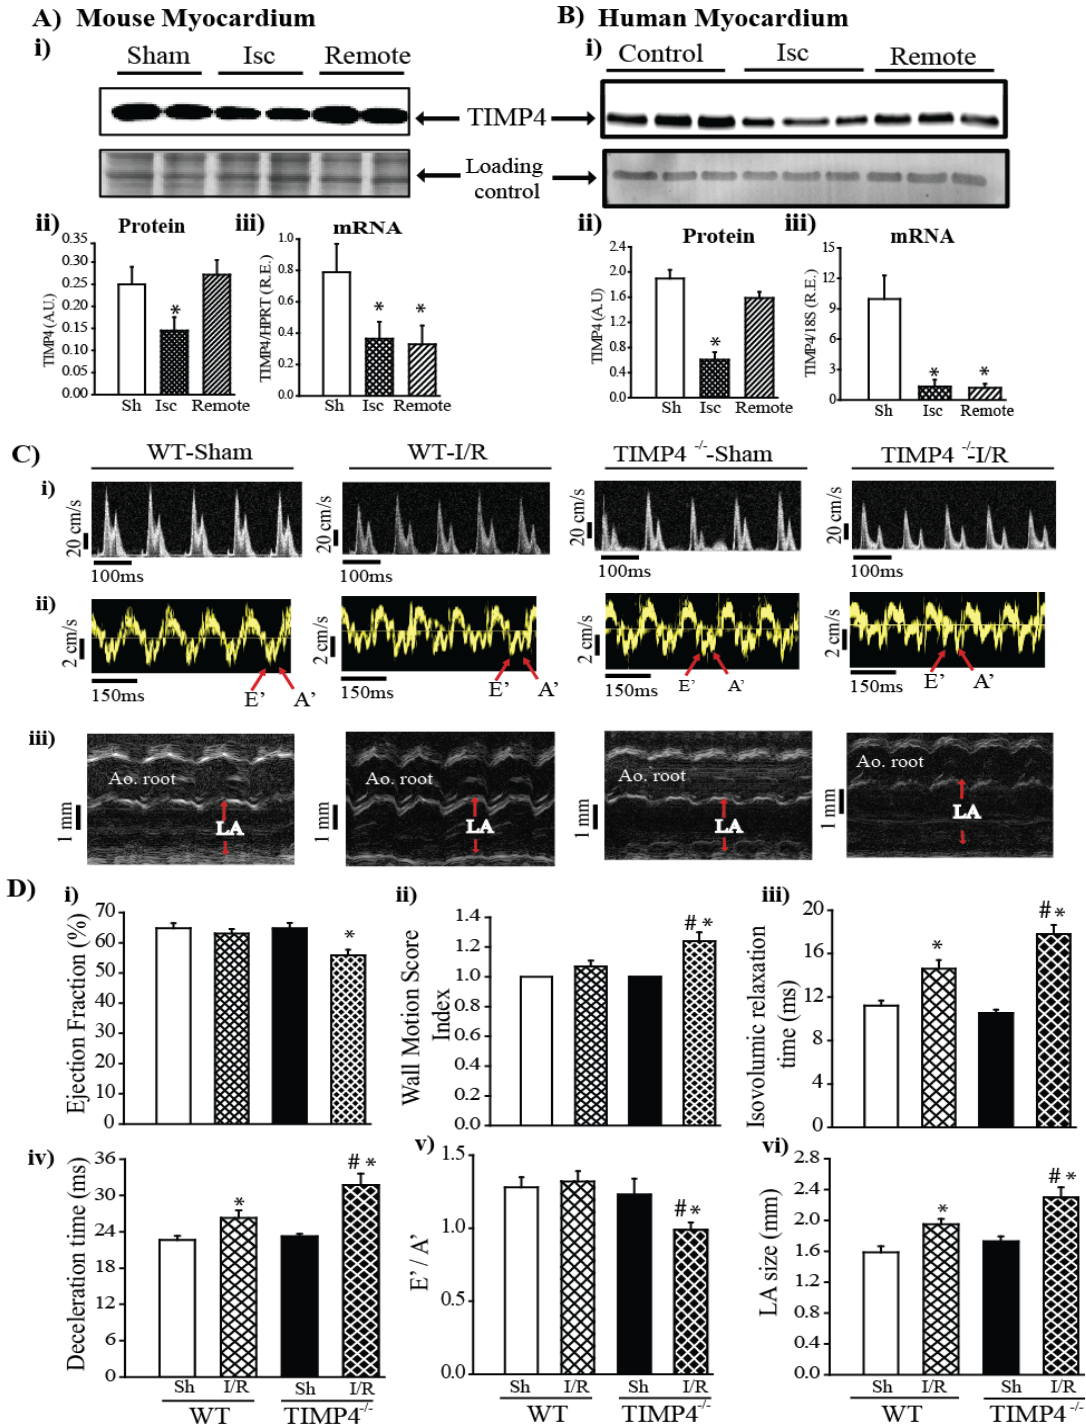 A) Mouse Myocardium
B) Human Myocardium
i)
Sham Isc Remote
i)
Control Isc Remote
TIMP4
Loading
control
ii) Protein
iii) mRNA
0.35
0.30
0.25
0.20
0.15
0.10
0.05
0.00
TIMP4 (A.U.)
*
Sh Isc Remote
1.0
0.8
0.6
0.4
0.2
0.0
TIMP4/HPRT (R.E.)
* *
Sh Isc Remote
ii) Protein
iii) mRNA
2.4
2.0
1.6
1.2
0.8
0.4
0.0
TIMP4 (A.U)
*
Sh Isc Remote
15
12
9
6
3
0
TIMP4/18S (R.E.)
* *
Sh Isc Remote
C)
WT-Sham WT-I/R TIMP4 -/--Sham TIMP4 -/--I/R
i)
20 cm/s 20 cm/s 20 cm/s 20 cm/s
100ms 100ms 100ms 100ms
ii)
2 cm/s 2 cm/s 2 cm/s 2 cm/s
150ms 150ms 150ms 150ms
E’ A’ E’ A’ E’ A’ E’ A’
iii)
Ao. root Ao. root Ao. root Ao. root
1 mm 1 mm 1 mm 1 mm
LA LA LA LA
D)
i)
Ejection Fraction (%)
70
60
50
40
30
20
10
0
*
ii)
Wall Motion Score
Index
1.4
1.2
1.0
0.8
0.6
0.4
0.2
0.0
# *
iii)
Isovolumic relaxation
time (ms)
20
16
12
8
4
0
*
# *
iv)
Deceleration time (ms)
36
30
24
18
12
6
0
*
# *
Sh I/R Sh I/R
WT TIMP4-/-
v)
E’ / A’
1.5
1.0
0.5
0.0
# *
Sh I/R Sh I/R
WT TIMP4-/-
vi)
LA size (mm)
2.8
2.4
2.0
1.6
1.2
0.8
0.4
0.0
*
# *
Sh I/R Sh I/R
WT TIMP4-/-